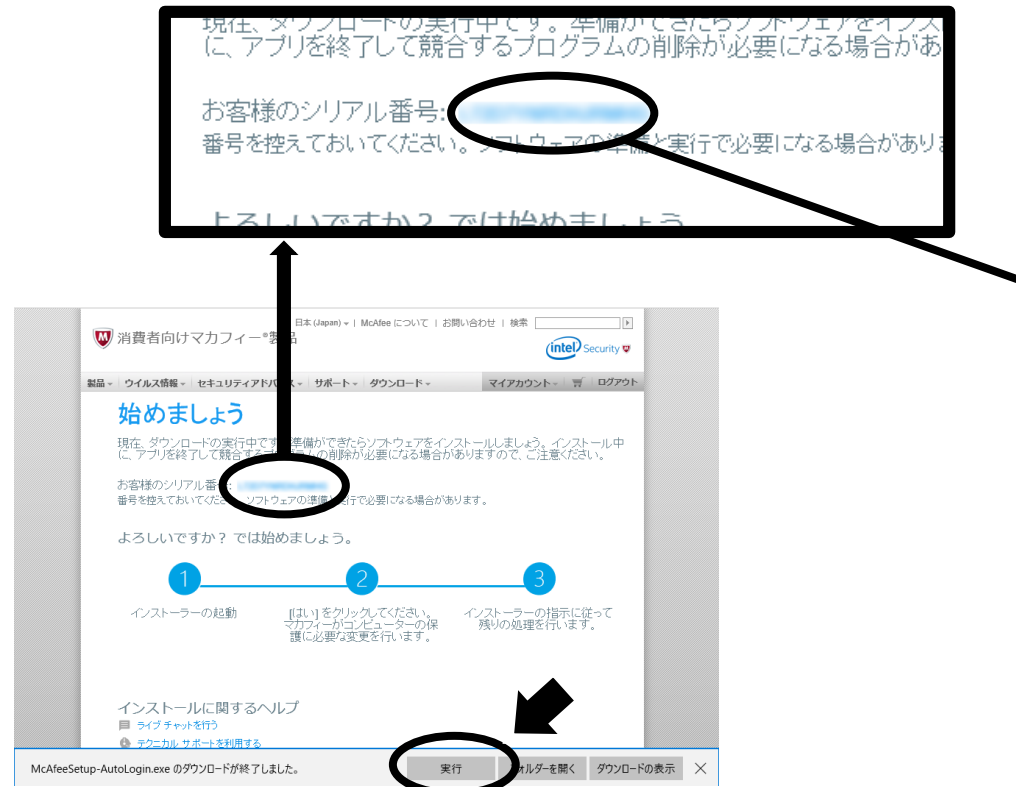 現在、ダウンロードの実行中です。準備ができたらソフトウェアをインス
に、アプリを終了して競合するプログラムの削除が必要になる場合があ
お客様のシリアル番号:
番号を控えておいてください。ソフトウェアの準備と実行で必要になる場合があり
よろしいですか? では始めましょう
日本 (Japan) | McAfee について | お問い合わせ | 検索
消費者向けマカフィー®製品
intel Security
製品 ウイルス情報 セキュリティアドバイス サポート ダウンロード マイアカウント ログアウト
始めましょう
現在、ダウンロードの実行中です。準備ができたらソフトウェアをインストールしましょう。インストール中
に、アプリを終了して競合するプログラムの削除が必要になる場合がありますので、ご注意ください。
お客様のシリアル番号:
番号を控えておいてください。ソフトウェアの準備と実行で必要になる場合があります。
よろしいですか? では始めましょう。
1 2 3
インストーラーの起動
[はい] をクリックしてください。
マカフィーがコンピューターの保
護に必要な変更を行います。
インストーラーの指示に従って
残りの処理を行います。
インストールに関するヘルプ
ライブ チャットを行う
テクニカル サポートを利用する
McAfeeSetup-AutoLogin.exe のダウンロードが終了しました。 実行 フォルダーを開く ダウンロードの表示